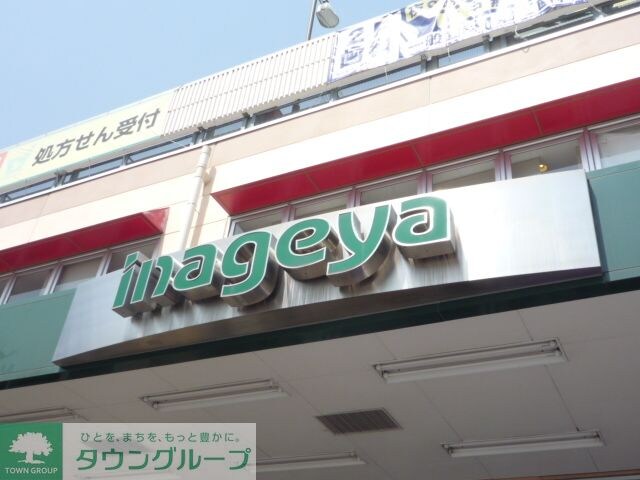 処方せん受付
inageya
TOWN GROUP
ひとを、まちを、もっと豊かに。
タウングループ